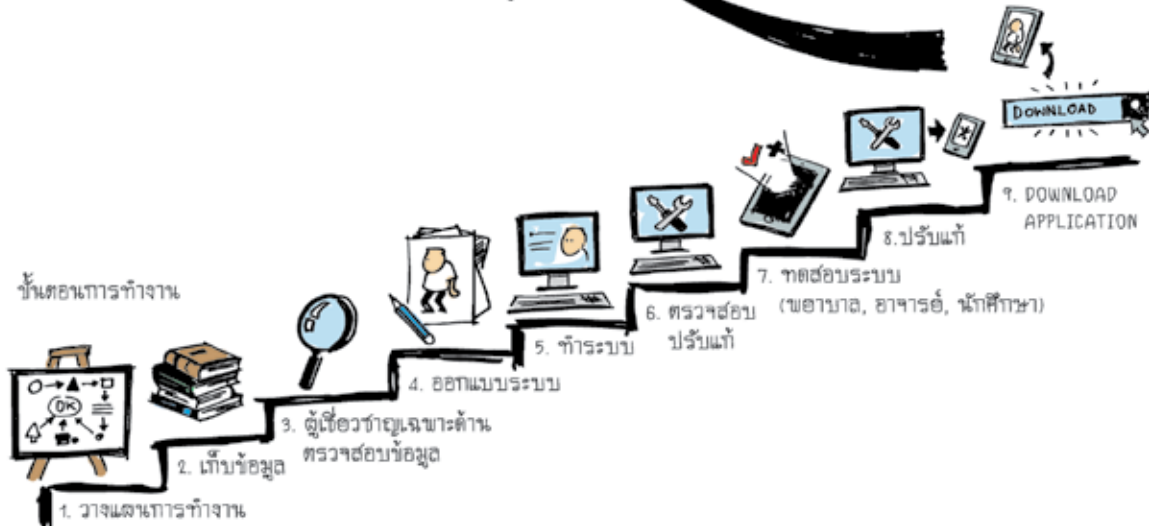 ขั้นตอนการทำงาน
1. วางแผนการทำงาน
2. เก็บข้อมูล
3. ผู้เชี่ยวชาญเฉพาะด้าน
ตรวจสอบข้อมูล
4. ออกแบบระบบ
5. ทำระบบ
6. ตรวจสอบ
ปรับแก้
7. ทดสอบระบบ
(พยาบาล, อาจารย์, นักศึกษา)
8.ปรับแก้
9. DOWNLOAD
APPLICATION
DOWNLOAD
OK